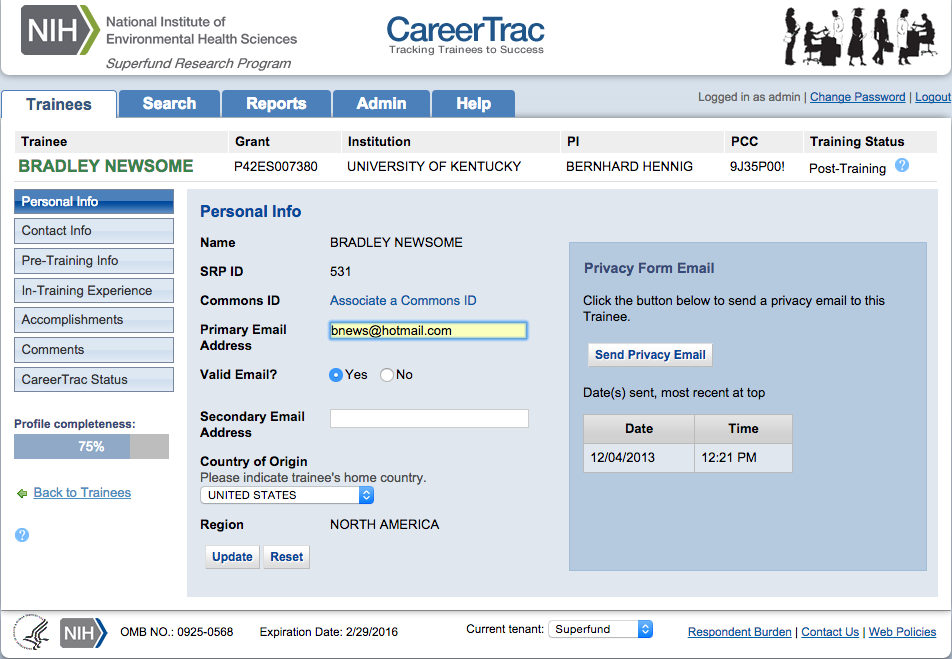 NIH
National Institute of
Environmental Health Sciences
Superfund Research Program
CareerTrac
Tracking Trainees to Success
Trainees
Search
Reports
Admin
Help
Logged in as admin | Change Password | Logout
Trainee Grant Institution PI PCC Training Status
BRADLEY NEWSOME P42ES007380 UNIVERSITY OF KENTUCKY BERNHARD HENNIG 9J35P00! Post-Training ?
Personal Info
Contact Info
Pre-Training Info
In-Training Experience
Accomplishments
Comments
CareerTrac Status
Profile completeness:
75%
Back to Trainees
?
Personal Info
Name BRADLEY NEWSOME
SRP ID 531
Commons ID Associate a Commons ID
Primary Email
Address
bnews@hotmail.com
Valid Email? Yes No
Secondary Email
Address
Country of Origin
Please indicate trainee's home country.
UNITED STATES
Region NORTH AMERICA
Update Reset
Privacy Form Email
Click the button below to send a privacy email to this
Trainee.
Send Privacy Email
Date(s) sent, most recent at top
Date Time
12/04/2013 12:21 PM
NIH
OMB NO.: 0925-0568 Expiration Date: 2/29/2016
Current tenant: Superfund
Respondent Burden | Contact Us | Web Policies